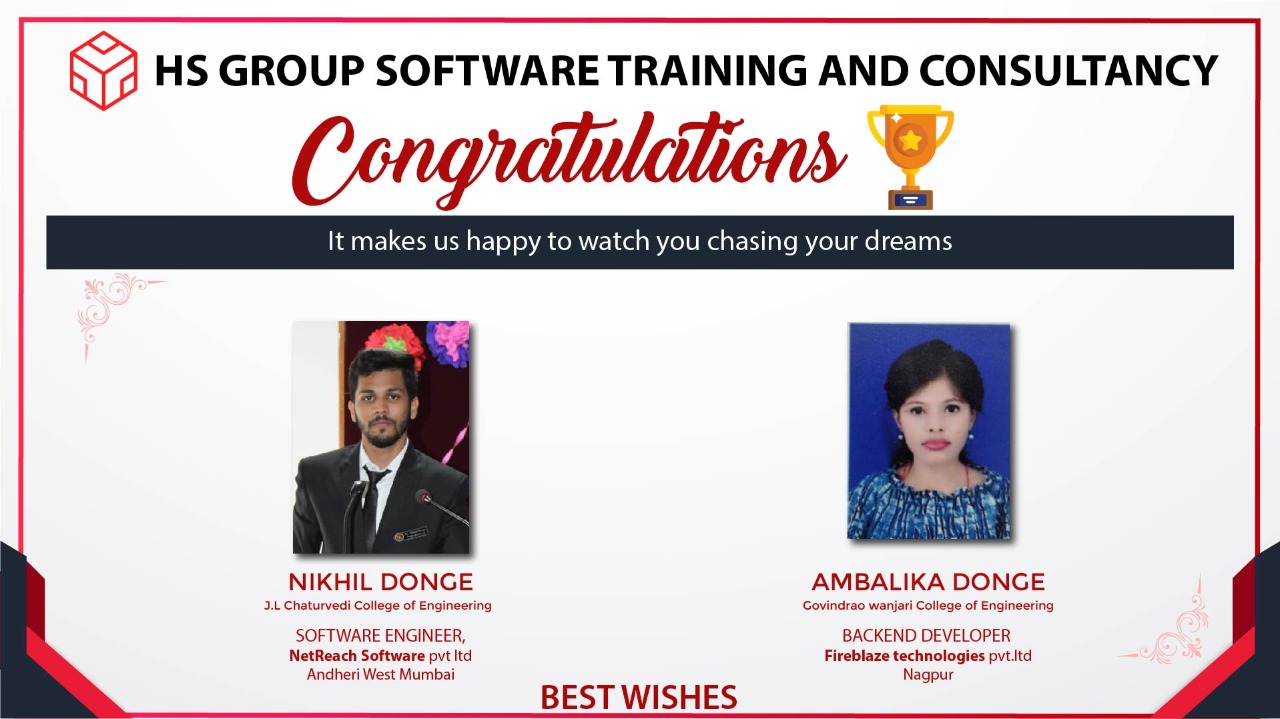 HS GROUP SOFTWARE TRAINING AND CONSULTANCY
Congratulations
It makes us happy to watch you chasing your dreams
NIKHIL DONGE
J.L Chaturvedi College of Engineering
SOFTWARE ENGINEER,
NetReach Software pvt ltd
Andheri West Mumbai
AMBALIKA DONGE
Govindrao wanjari College of Engineering
BACKEND DEVELOPER
Fireblaze technologies pvt.ltd
Nagpur
BEST WISHES